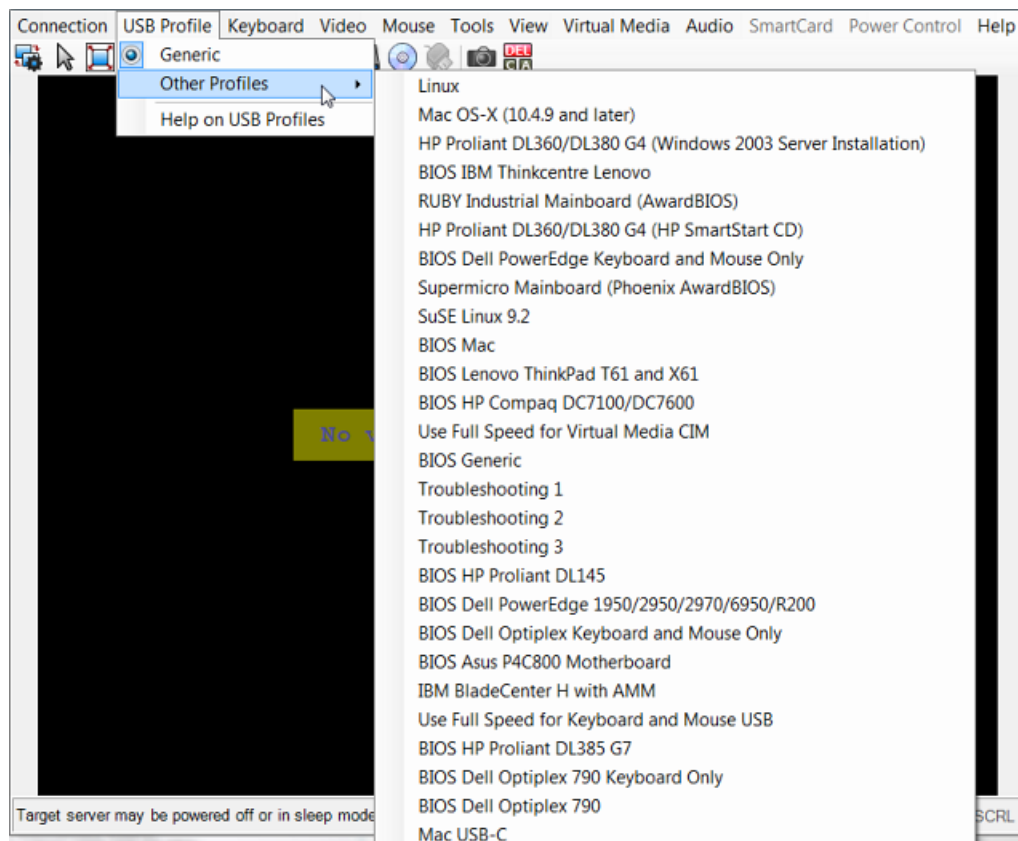 Connection USB Profile Keyboard Video Mouse Tools View Virtual Media Audio SmartCard Power Control Help
Generic
DEL
C A
Other Profiles
Help on USB Profiles
Linux
Mac OS-X (10.4.9 and later)
HP Proliant DL360/DL380 G4 (Windows 2003 Server Installation)
BIOS IBM Thinkcentre Lenovo
RUBY Industrial Mainboard (AwardBIOS)
HP Proliant DL360/DL380 G4 (HP SmartStart CD)
BIOS Dell PowerEdge Keyboard and Mouse Only
Supermicro Mainboard (Phoenix AwardBIOS)
SuSE Linux 9.2
BIOS Mac
BIOS Lenovo ThinkPad T61 and X61
BIOS HP Compaq DC7100/DC7600
Use Full Speed for Virtual Media CIM
BIOS Generic
Troubleshooting 1
Troubleshooting 2
Troubleshooting 3
BIOS HP Proliant DL145
BIOS Dell PowerEdge 1950/2950/2970/6950/R200
BIOS Dell Optiplex Keyboard and Mouse Only
BIOS Asus P4C800 Motherboard
IBM BladeCenter H with AMM
Use Full Speed for Keyboard and Mouse USB
BIOS HP Proliant DL385 G7
BIOS Dell Optiplex 790 Keyboard Only
BIOS Dell Optiplex 790
Mac USB-C
No
Target server may be powered off or in sleep mode
SCRL